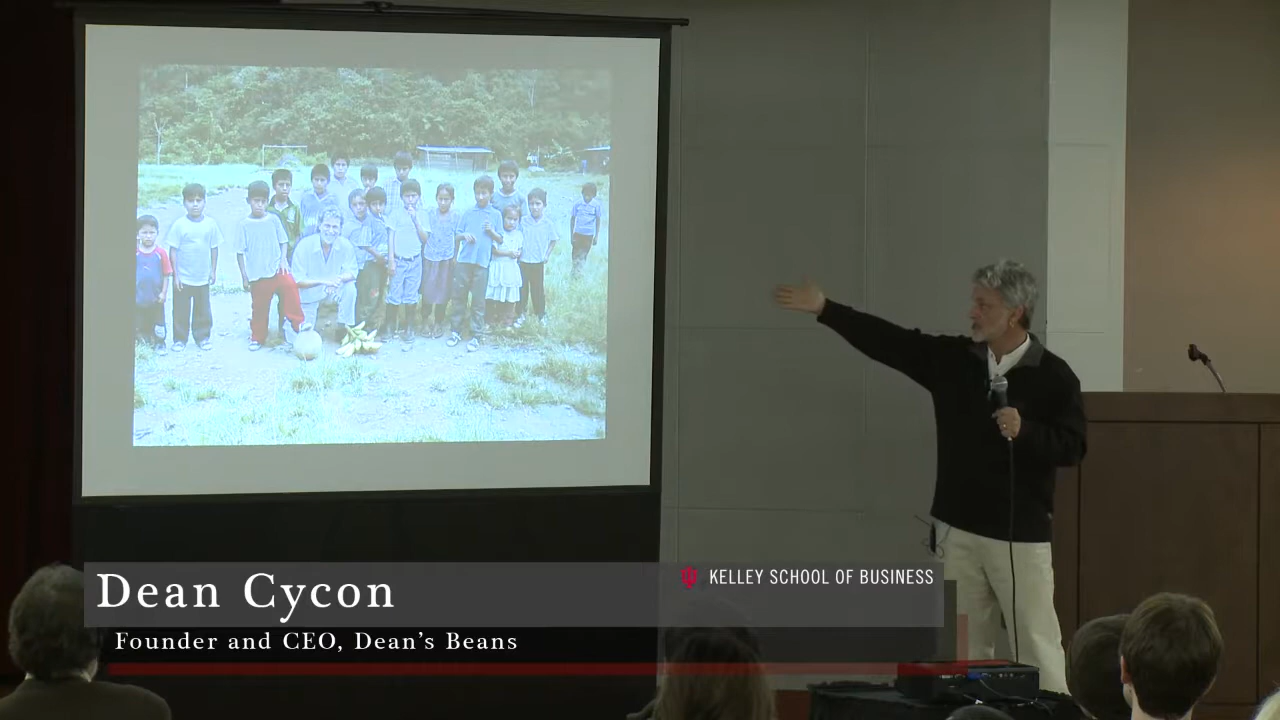 Dean Cycon
KELLEY SCHOOL OF BUSINESS
Founder and CEO, Dean's Beans